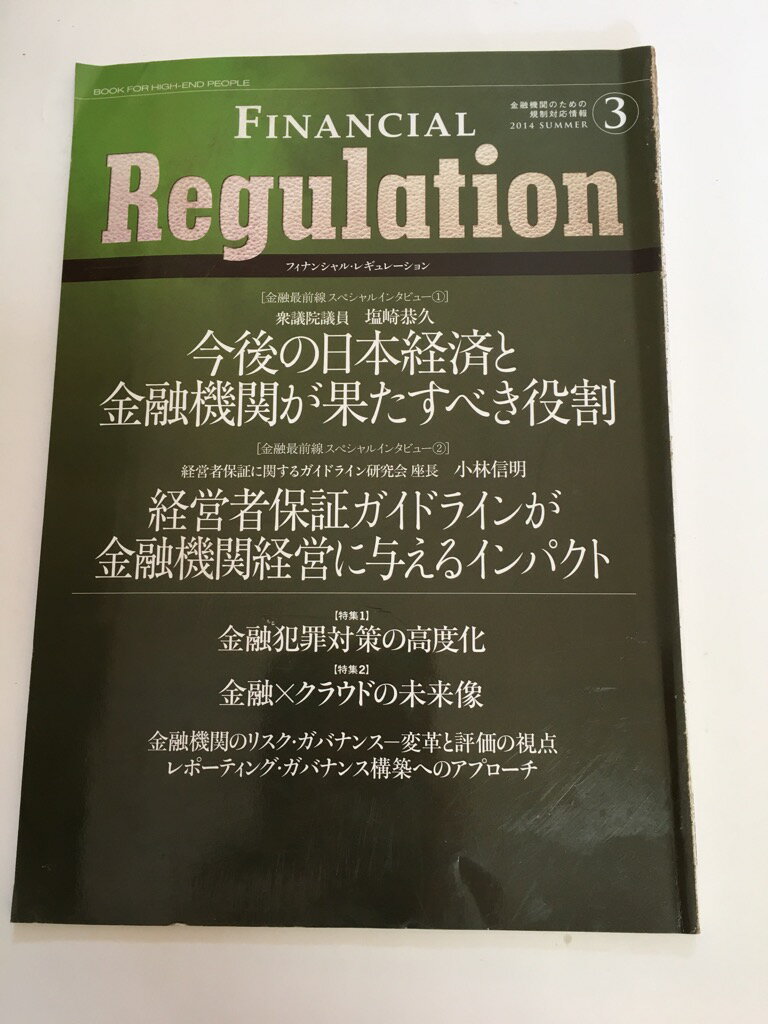 BOOK FOR HIGH-END PEOPLE
金融機関のための
規制対応情報
2014 SUMMER
3
FINANCIAL
Regulation
フィナンシャル・レギュレーション
［金融最前線スペシャルインタビュー①］
衆議院議員 塩崎恭久
今後の日本経済と
金融機関が果たすべき役割
［金融最前線スペシャルインタビュー②］
経営者保証に関するガイドライン研究会 座長 小林信明
経営者保証ガイドラインが
金融機関経営に与えるインパクト
【特集1】
金融犯罪対策の高度化
【特集2】
金融×クラウドの未来像
金融機関のリスク・ガバナンス―変革と評価の視点
レポーティング・ガバナンス構築へのアプローチ